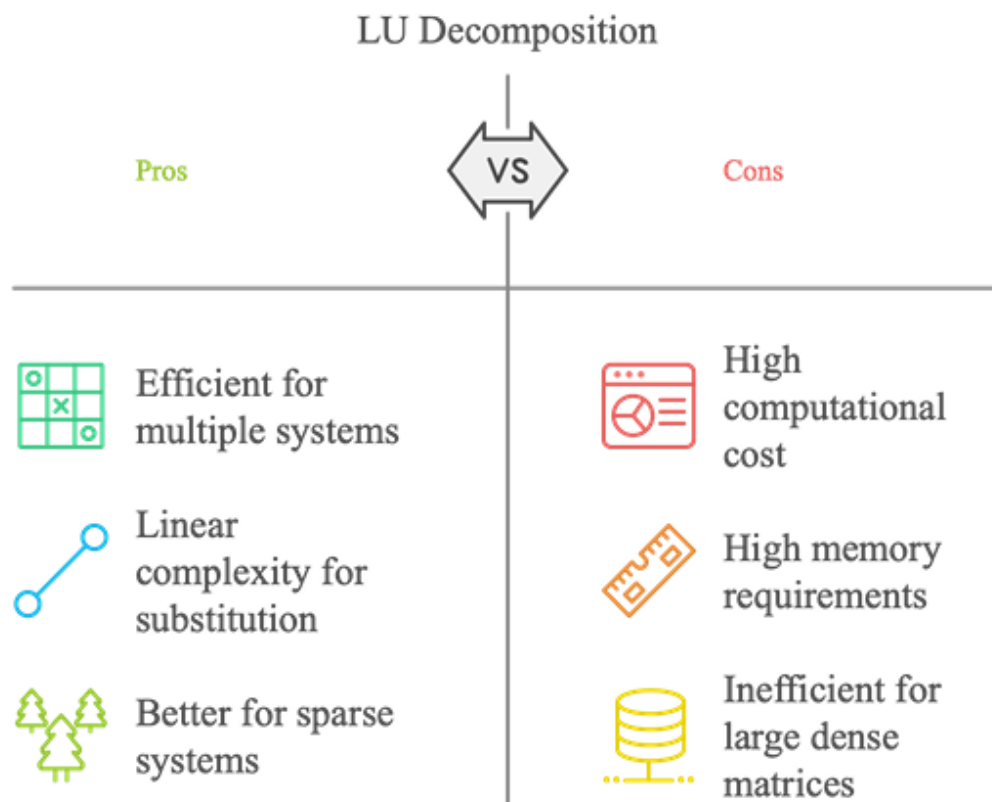 LU Decomposition
Pros
VS
Cons
Efficient for
multiple systems
Linear
complexity for
substitution
Better for sparse
systems
High
computational
cost
High memory
requirements
Inefficient for
large dense
matrices